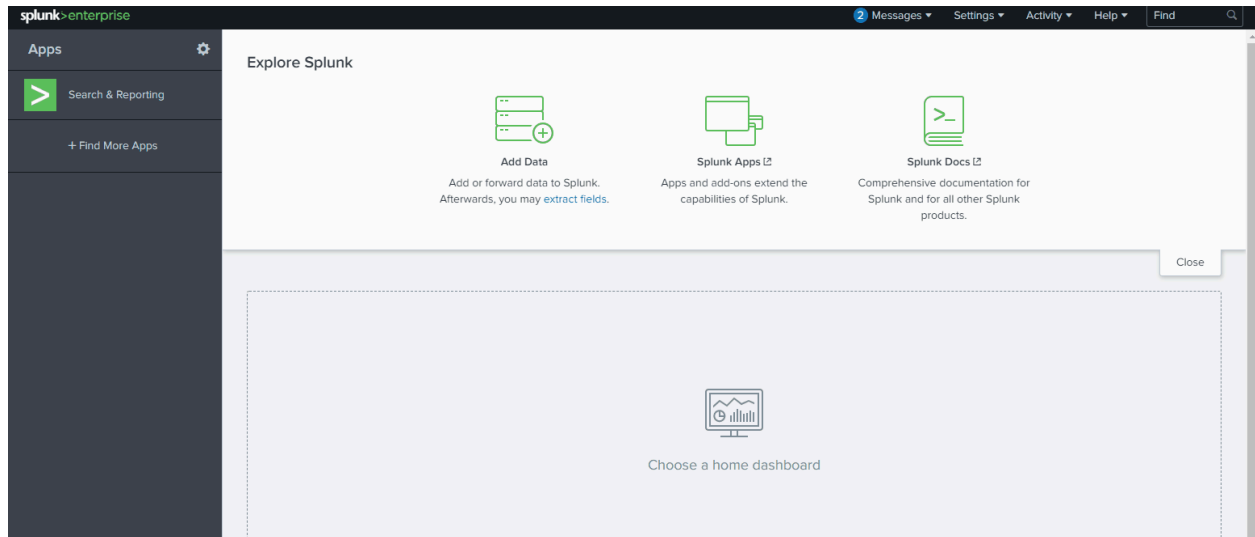 splunk>enterprise
2 Messages Settings Activity Help Find
Apps
Search & Reporting
+ Find More Apps
Explore Splunk
Add Data
Add or forward data to Splunk.
Afterwards, you may extract fields.
Splunk Apps
Apps and add-ons extend the
capabilities of Splunk.
>_
Splunk Docs
Comprehensive documentation for
Splunk and for all other Splunk
products.
Close
Choose a home dashboard